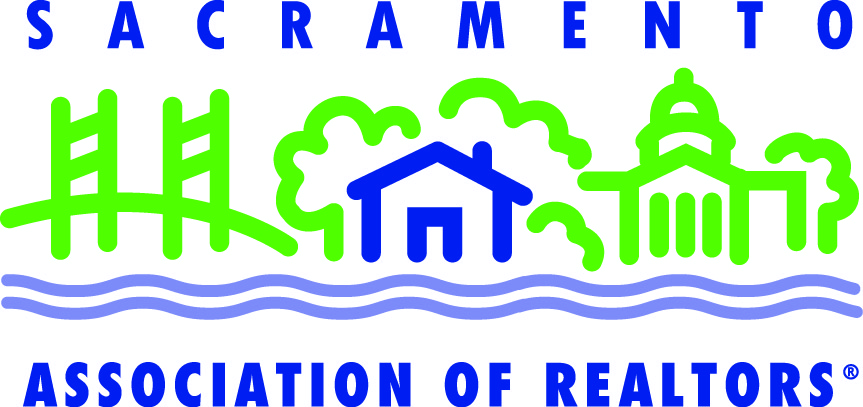 SACRAMENTO
ASSOCIATION OF REALTORS®